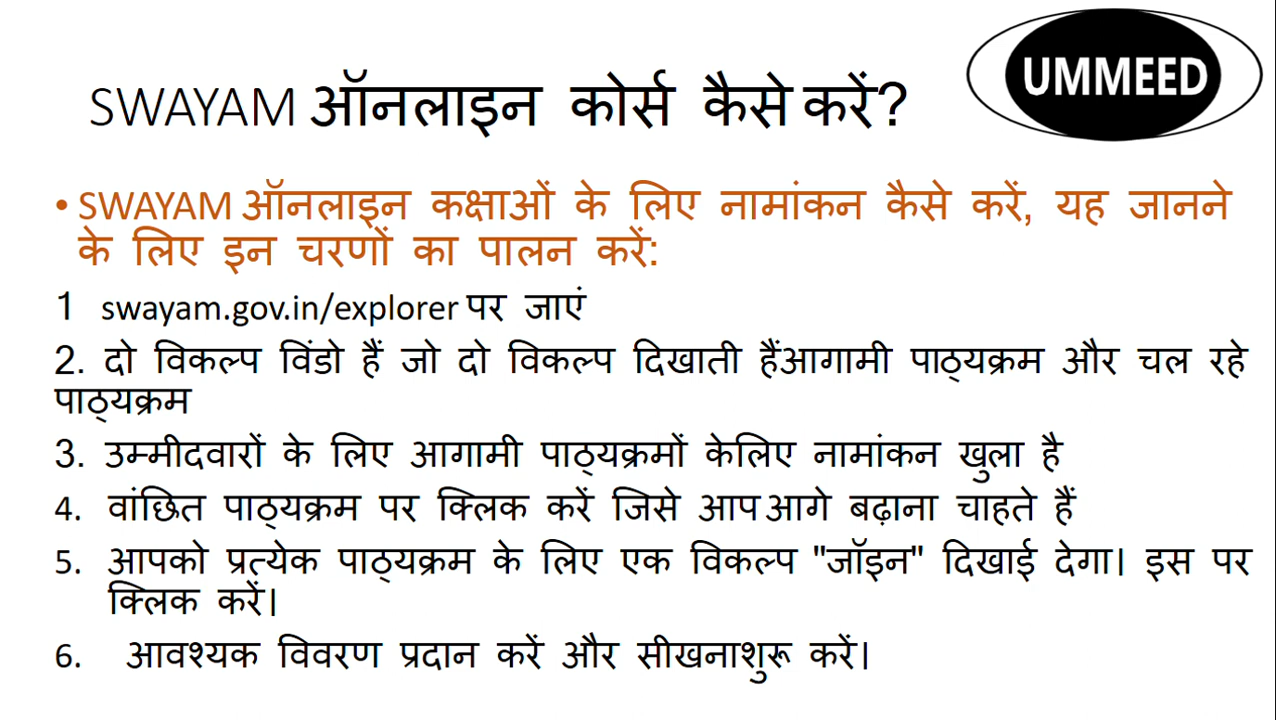 UMMEED
SWAYAM ऑनलाइन कोर्स कैसे करें?
• SWAYAM ऑनलाइन कक्षाओं के लिए नामांकन कैसे करें, यह जानने
के लिए इन चरणों का पालन करें:
1 swayam.gov.in/explorer पर जाएं
2. दो विकल्प विंडो हैं जो दो विकल्प दिखाती हैंआगामी पाठ्यक्रम और चल रहे
पाठ्यक्रम
3. उम्मीदवारों के लिए आगामी पाठ्यक्रमों केलिए नामांकन खुला है
4. वांछित पाठ्यक्रम पर क्लिक करें जिसे आप आगे बढ़ाना चाहते हैं
5. आपको प्रत्येक पाठ्यक्रम के लिए एक विकल्प "जॉइन" दिखाई देगा। इस पर
क्लिक करें।
6. आवश्यक विवरण प्रदान करें और सीखनाशुरू करें।